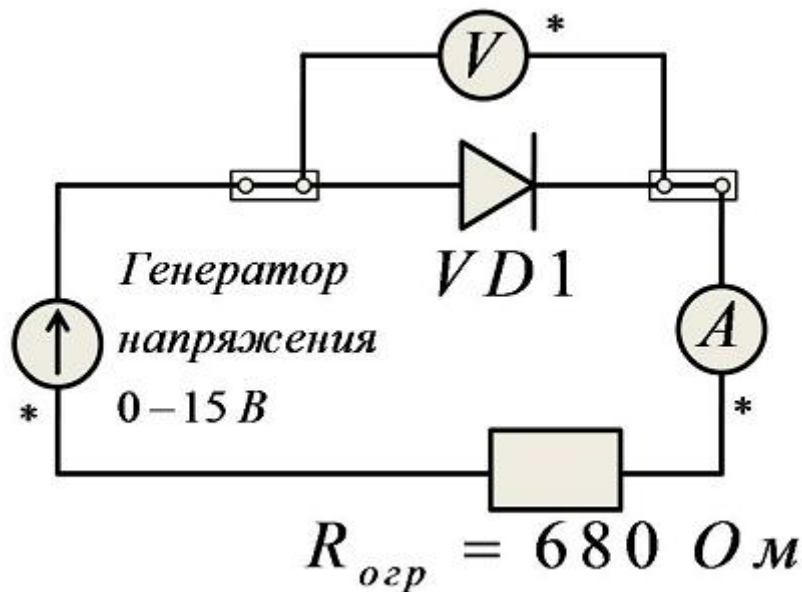 *
V
Генератор
напряжения
0–15 В
VD1
A
*
*
R огр = 680 Ом